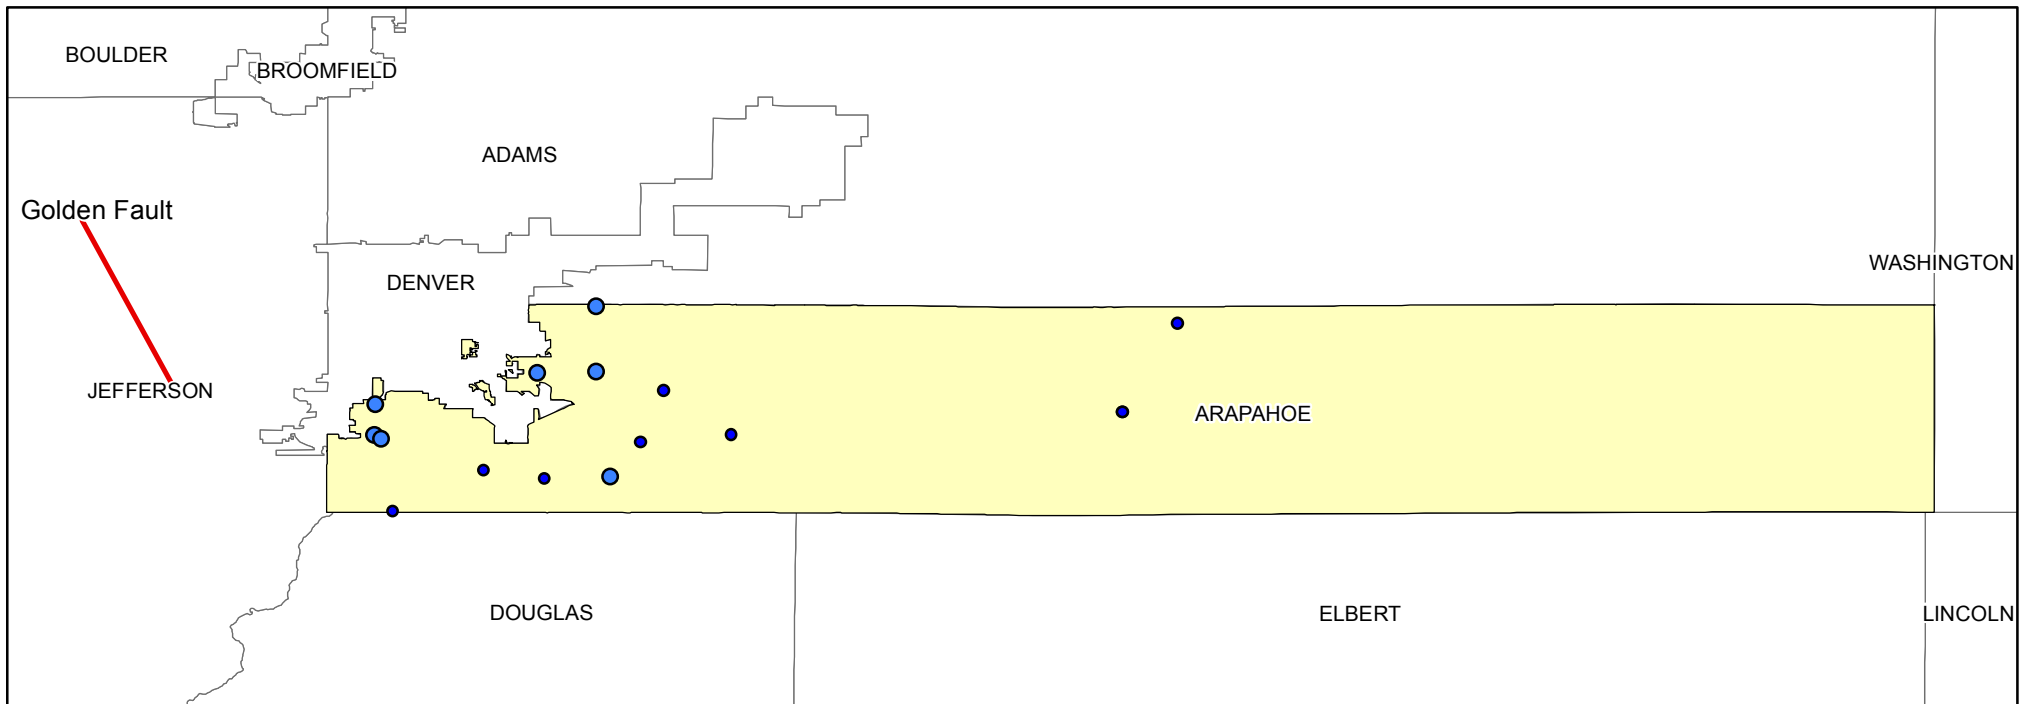 BOULDER
BROOMFIELD
ADAMS
Golden Fault
WASHINGTON
DENVER
JEFFERSON
ARAPAHOE
DOUGLAS
ELBERT
LINCOLN